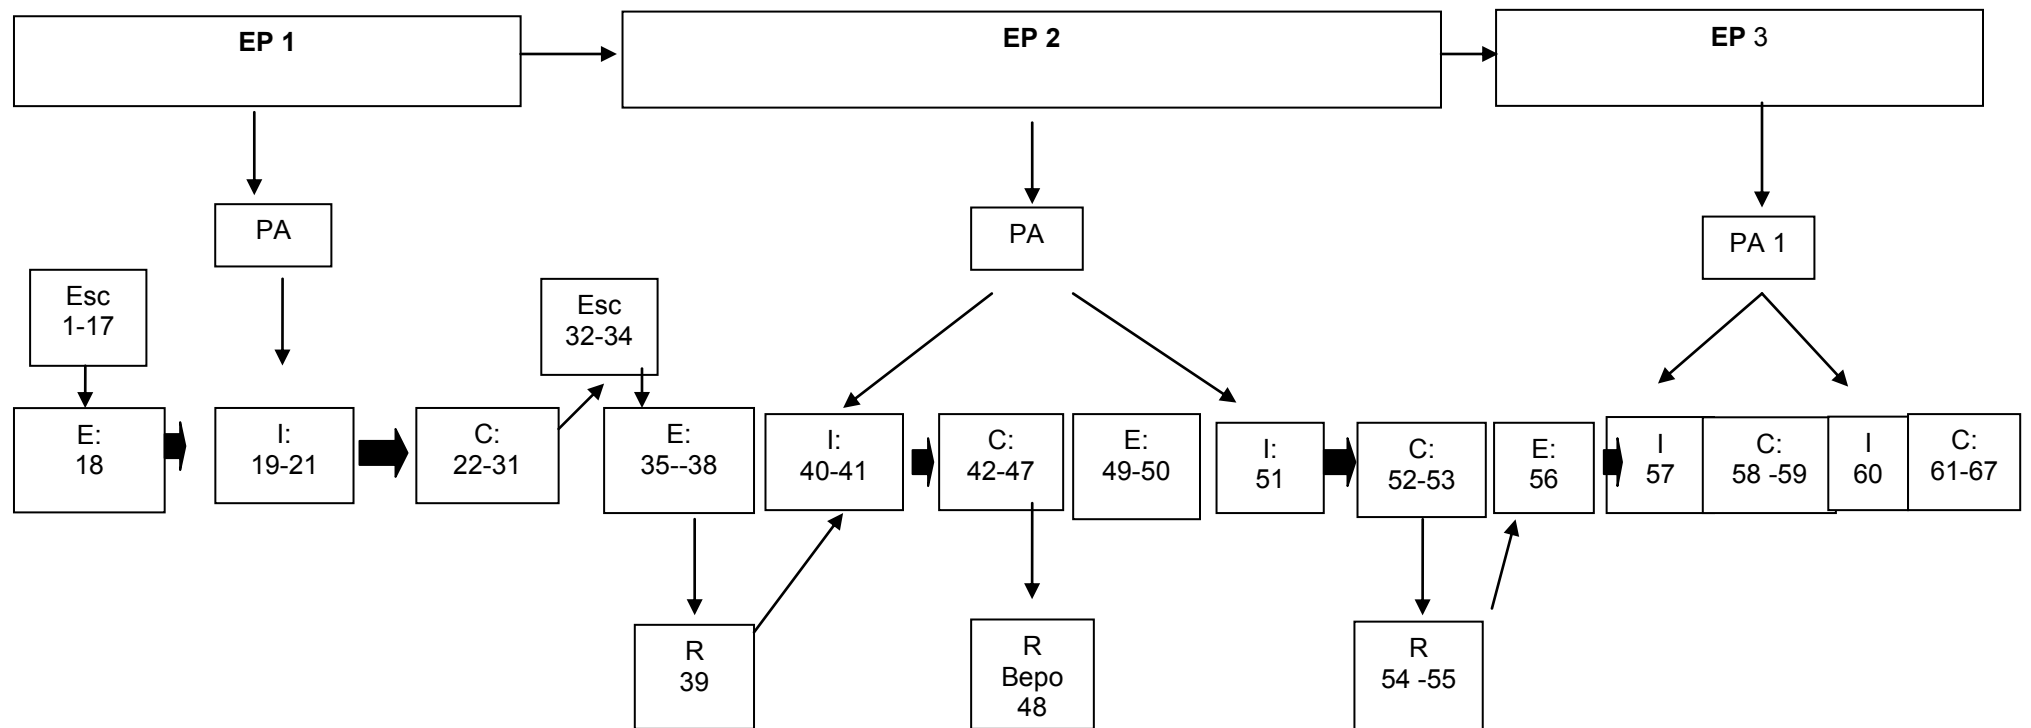 EP 1
EP 2
EP 3
PA
PA
PA 1
Esc
1-17
Esc
32-34
E:
18
I:
19-21
C:
22-31
E:
35--38
I:
40-41
C:
42-47
E:
49-50
I:
51
C:
52-53
E:
56
I
57
C:
58 -59
I
60
C:
61-67
R
39
R
Bepo
48
R
54 -55